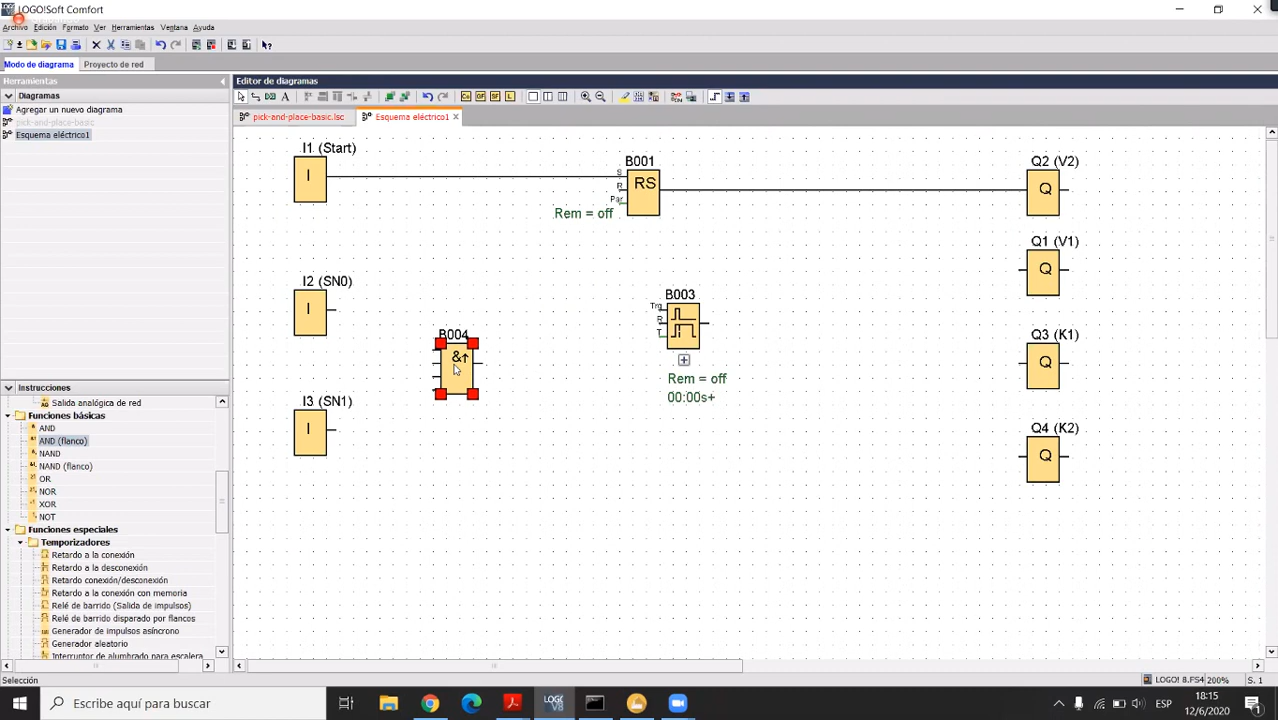 LOGO!Soft Comfort
Archivo Edición Formato Ver Herramientas Ventana Ayuda
Modo de diagrama Proyecto de red
Herramientas
Diagramas
Agregar un nuevo diagrama
pick-and-place-basic
Esquema eléctrico1
Instrucciones
Salida analógica de red
Funciones básicas
AND
AND (flanco)
NAND
NAND (flanco)
OR
NOR
XOR
NOT
Funciones especiales
Temporizadores
Retardo a la conexión
Retardo a la desconexión
Retardo conexión/desconexión
Retardo a la conexión con memoria
Relé de barrido (Salida de impulsos)
Relé de barrido disparado por flancos
Generador de impulsos asíncrono
Generador aleatorio
Interruptor de alumbrado para escalera
Editor de diagramas
Co GF SF L
pick-and-place-basic.lsc Esquema eléctrico1
I1 (Start)
I
B001
S
R
Par
RS
Rem = off
Q2 (V2)
Q
Q1 (V1)
Q
I2 (SN0)
I
B003
Trg
R
T
Rem = off
00:00s+
B004
&↑
Q3 (K1)
Q
I3 (SN1)
I
Q4 (K2)
Q
Selección
LOGO! 8.FS4 200% S. 1
Escribe aquí para buscar
ESP
18:15
12/6/2020